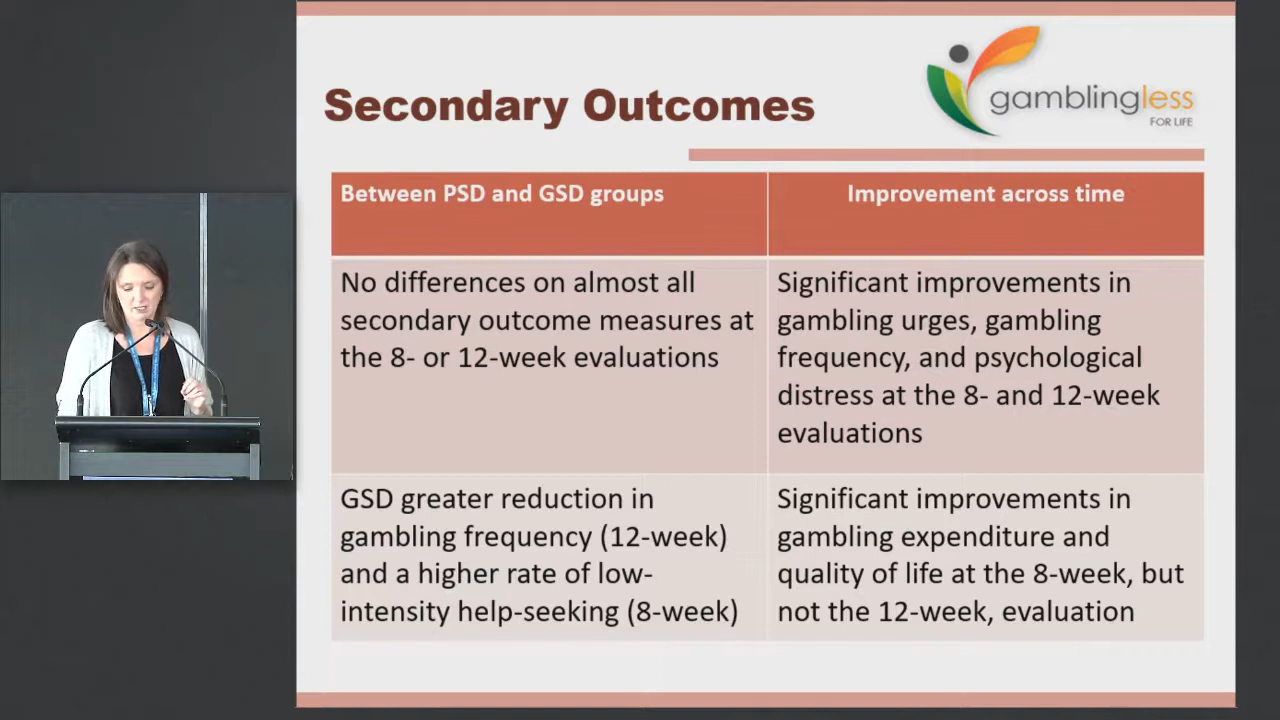 Secondary Outcomes
gamblingless
FOR LIFE
Between PSD and GSD groups
Improvement across time
No differences on almost all
secondary outcome measures at
the 8- or 12-week evaluations
Significant improvements in
gambling urges, gambling
frequency, and psychological
distress at the 8- and 12-week
evaluations
GSD greater reduction in
gambling frequency (12-week)
and a higher rate of low-
intensity help-seeking (8-week)
Significant improvements in
gambling expenditure and
quality of life at the 8-week, but
not the 12-week, evaluation